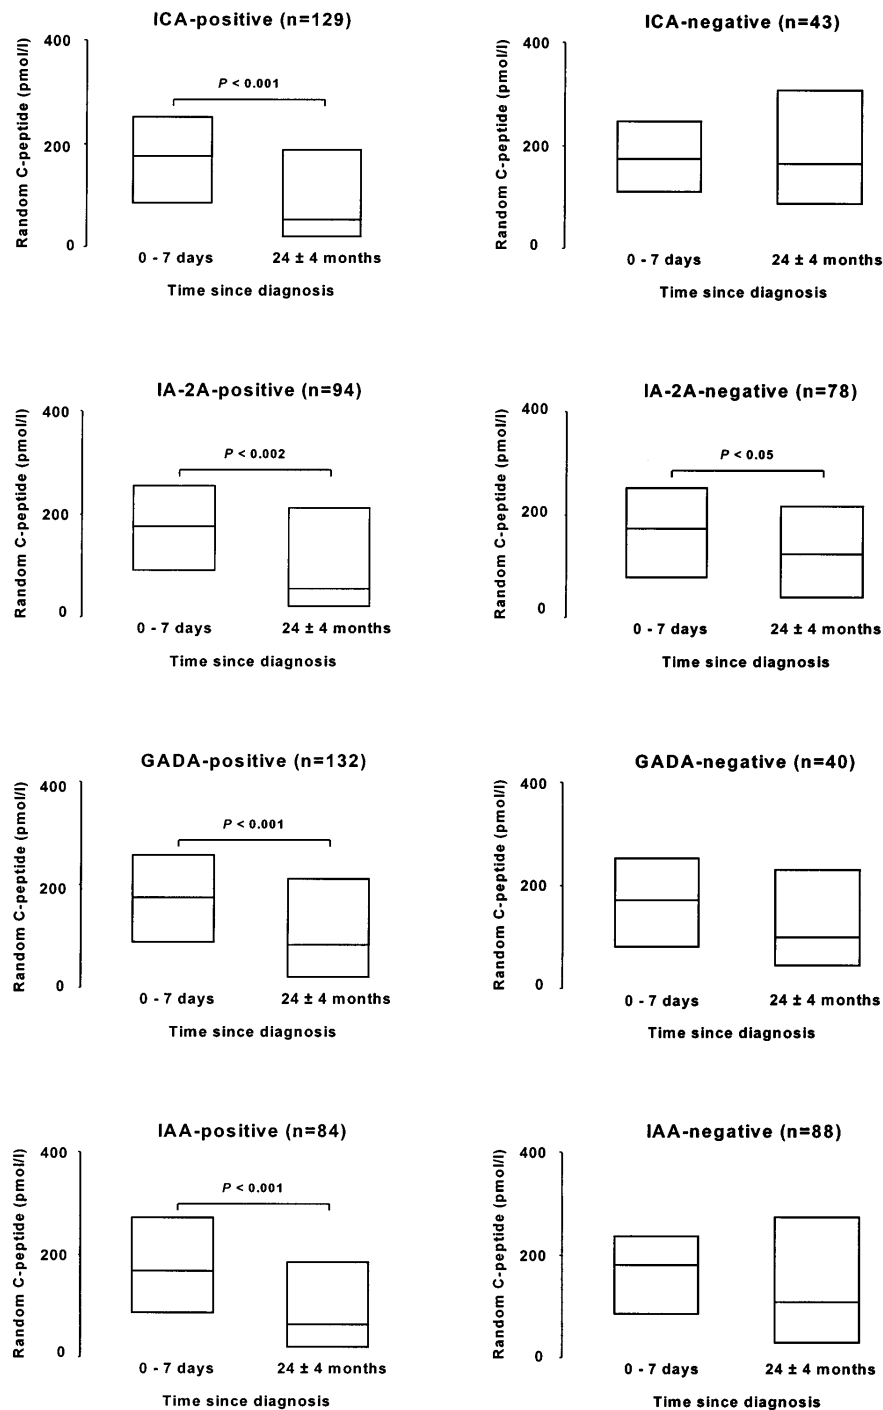 ICA-positive (n=129)
Random C-peptide (pmol/l)
400
200
0
P < 0.001
0 - 7 days
24 ± 4 months
Time since diagnosis
ICA-negative (n=43)
Random C-peptide (pmol/l)
400
200
0
0 - 7 days
24 ± 4 months
Time since diagnosis
IA-2A-positive (n=94)
Random C-peptide (pmol/l)
400
200
0
P < 0.002
0 - 7 days
24 ± 4 months
Time since diagnosis
IA-2A-negative (n=78)
Random C-peptide (pmol/l)
400
200
0
P < 0.05
0 - 7 days
24 ± 4 months
Time since diagnosis
GADA-positive (n=132)
Random C-peptide (pmol/l)
400
200
0
P < 0.001
0 - 7 days
24 ± 4 months
Time since diagnosis
GADA-negative (n=40)
Random C-peptide (pmol/l)
400
200
0
0 - 7 days
24 ± 4 months
Time since diagnosis
IAA-positive (n=84)
Random C-peptide (pmol/l)
400
200
0
P < 0.001
0 - 7 days
24 ± 4 months
Time since diagnosis
IAA-negative (n=88)
Random C-peptide (pmol/l)
400
200
0
0 - 7 days
24 ± 4 months
Time since diagnosis